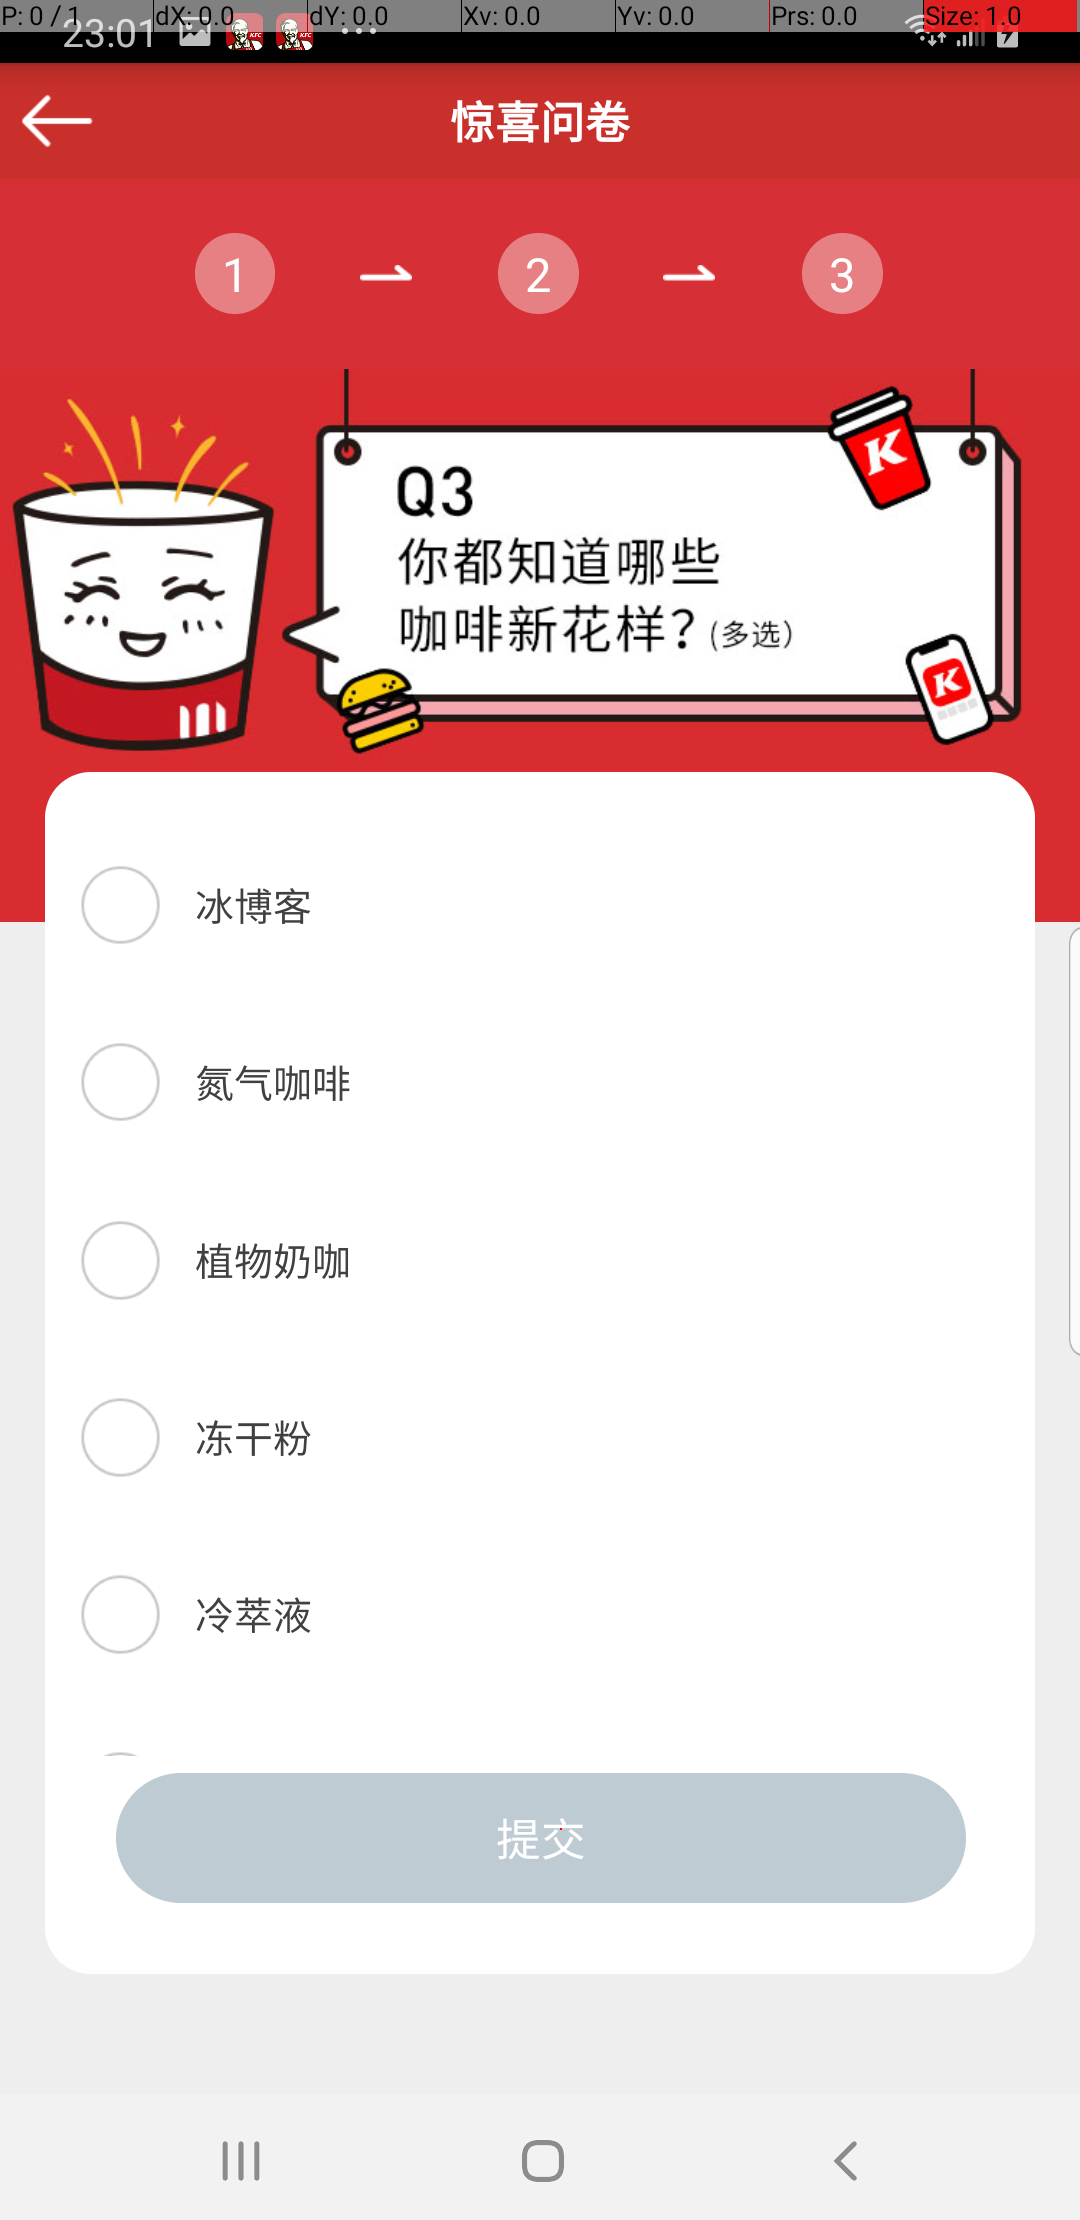 P: 0 / 1 dX: 0.0 dY: 0.0 Xv: 0.0 Yv: 0.0 Prs: 0.0 Size: 1.0
23:01
惊喜问卷
1 2 3
Q3
你都知道哪些
咖啡新花样？(多选)
K
K
冰博客
氮气咖啡
植物奶咖
冻干粉
冷萃液
提交